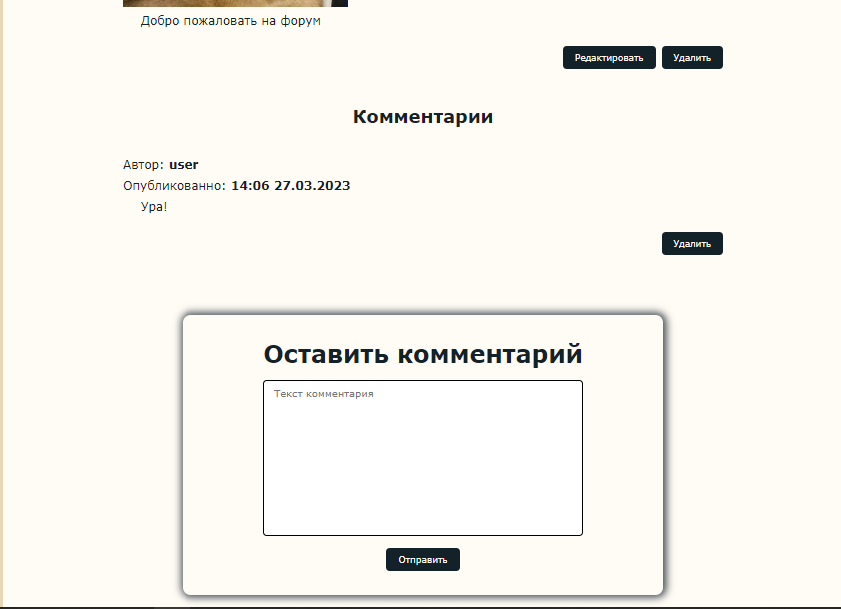 Добро пожаловать на форум
Редактировать Удалить
Комментарии
Автор: user
Опубликованно: 14:06 27.03.2023
Ура!
Удалить
Оставить комментарий
Текст комментария
Отправить